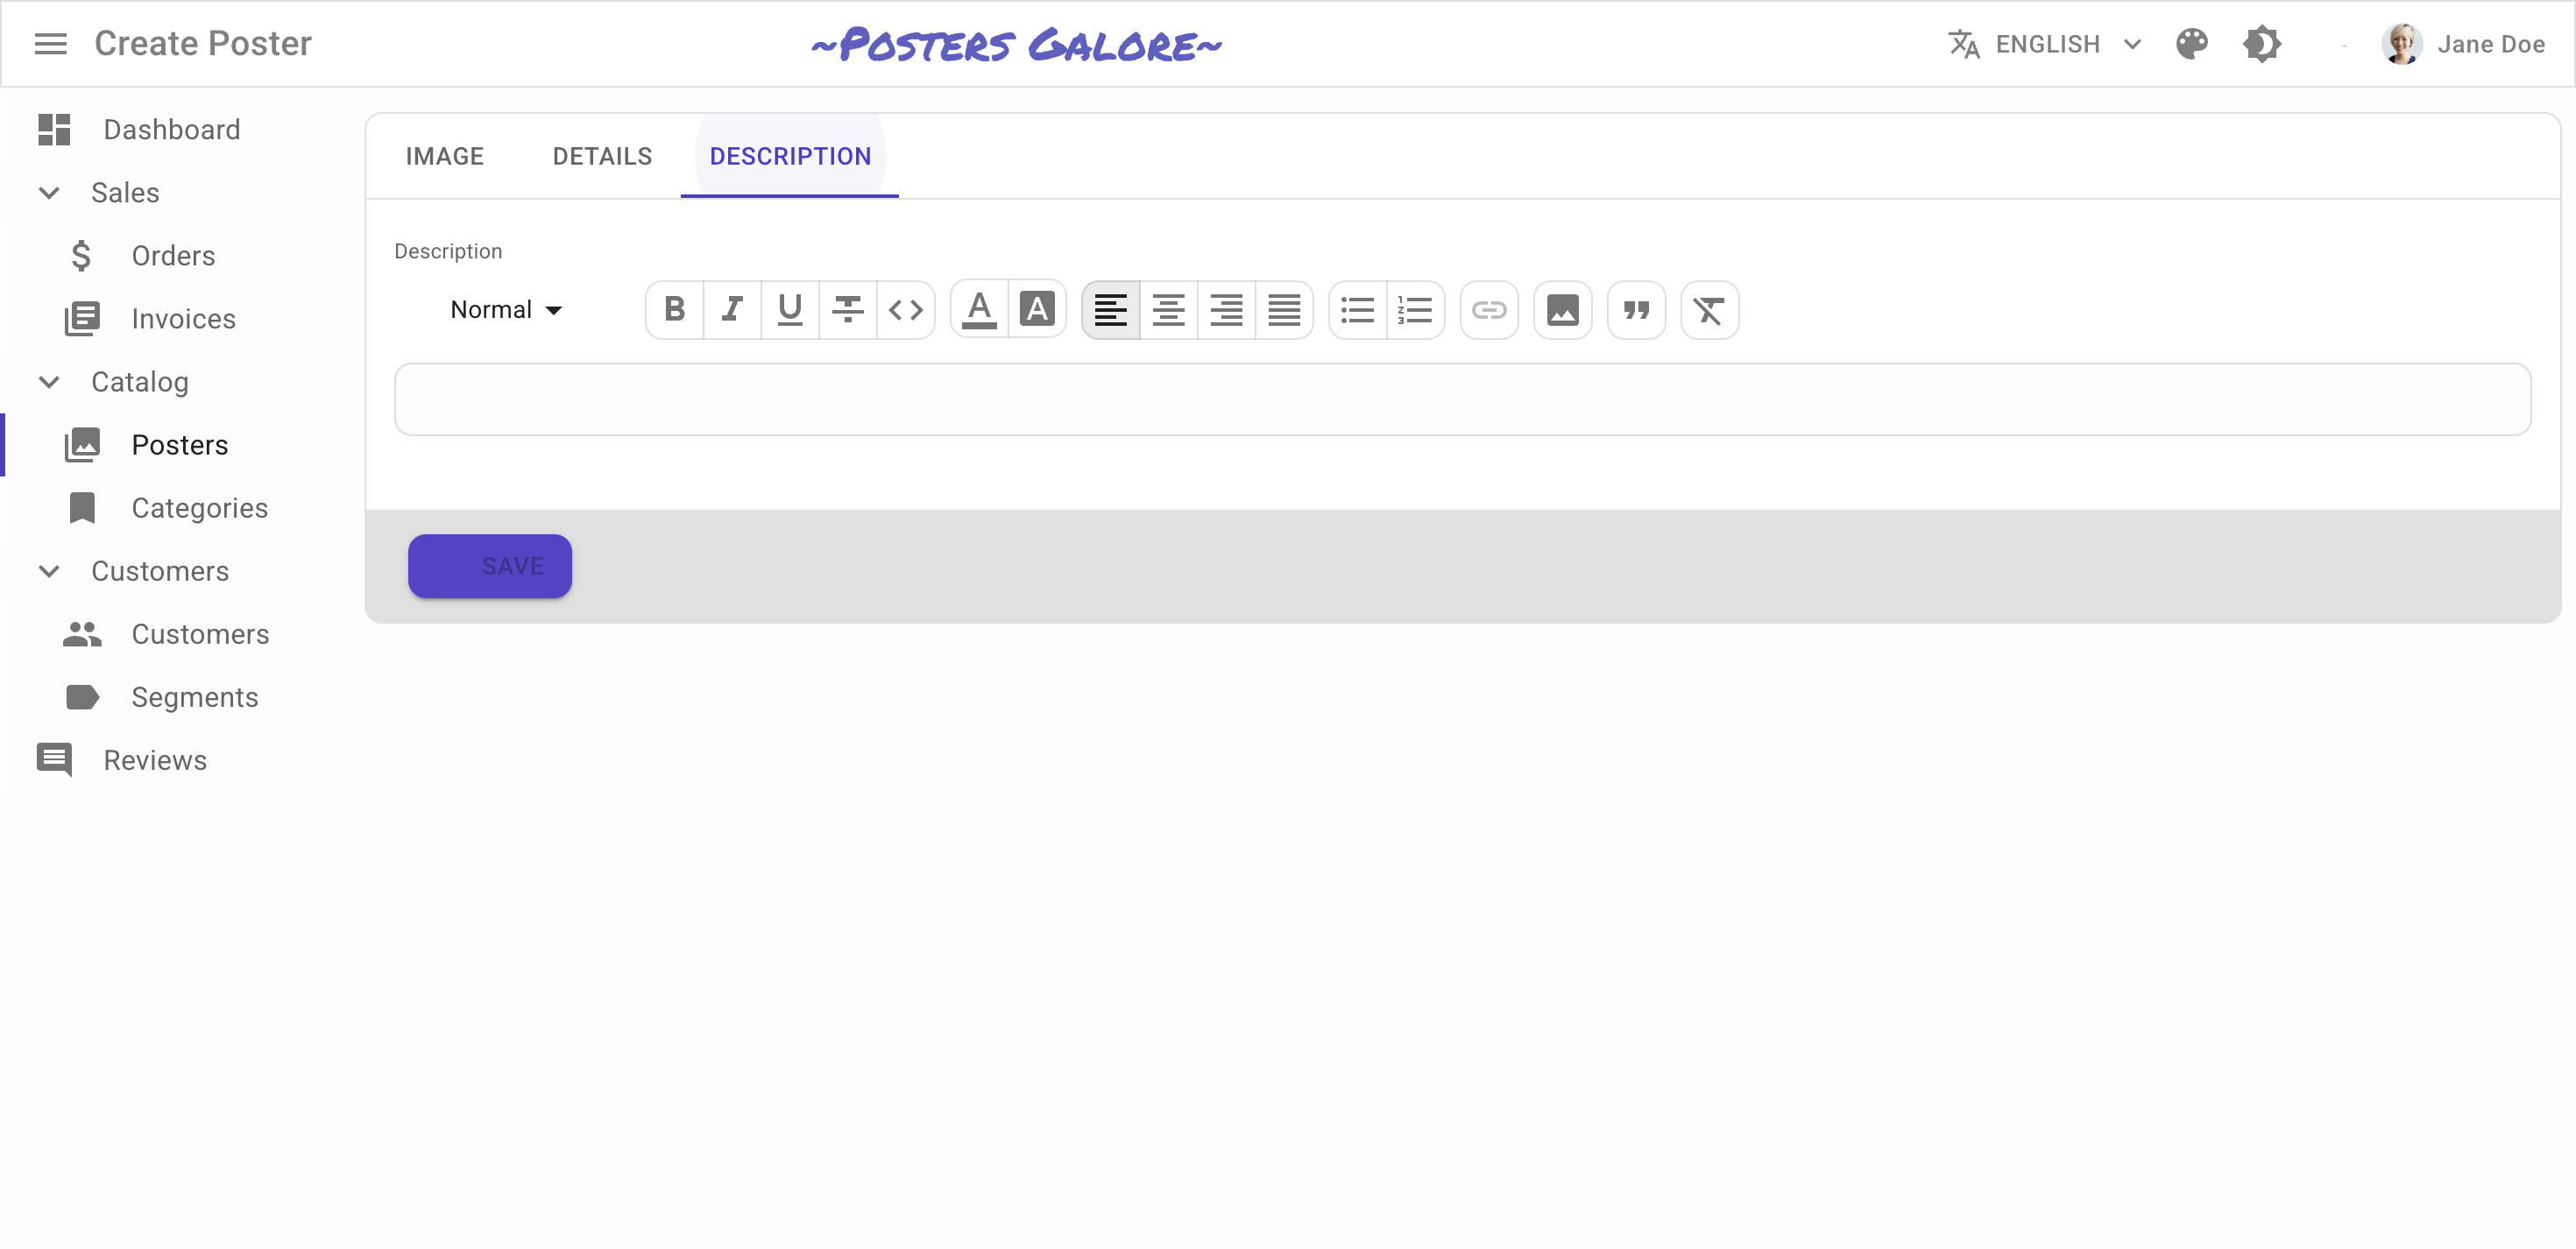 Create Poster
~Posters Galore~
ENGLISH
Jane Doe
Dashboard
Sales
Orders
Invoices
Catalog
Posters
Categories
Customers
Customers
Segments
Reviews
IMAGE DETAILS DESCRIPTION
Description
Normal
SAVE